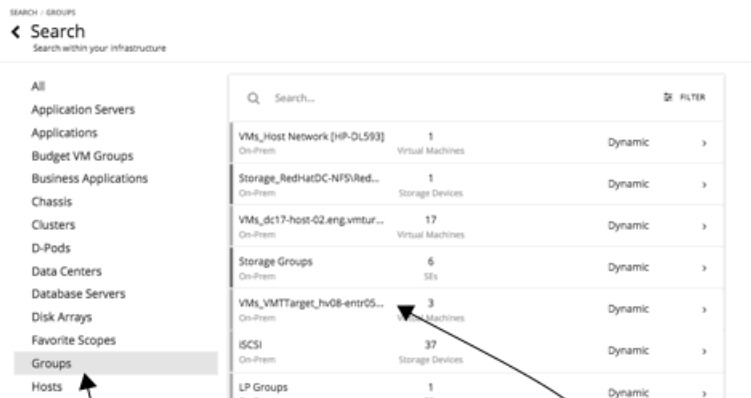 SEARCH / GROUPS
Search
Search within your infrastructure
All
Application Servers
Applications
Budget VM Groups
Business Applications
Chassis
Clusters
D-Pods
Data Centers
Database Servers
Disk Arrays
Favorite Scopes
Groups
Hosts
Search...
FILTER
VMs_Host Network [HP-DL593] 1 Dynamic
On-Prem Virtual Machines
Storage_RedHatDC-NFS\Red... 1 Dynamic
On-Prem Storage Devices
VMs_dc17-host-02.eng.vmtur... 17 Dynamic
On-Prem Virtual Machines
Storage Groups 6 Dynamic
On-Prem SEs
VMs_VMTTarget_hv08-entr05... 3 Dynamic
On-Prem Virtual Machines
iSCSI 37 Dynamic
On-Prem Storage Devices
LP Groups 1 Dynamic
On-Prem